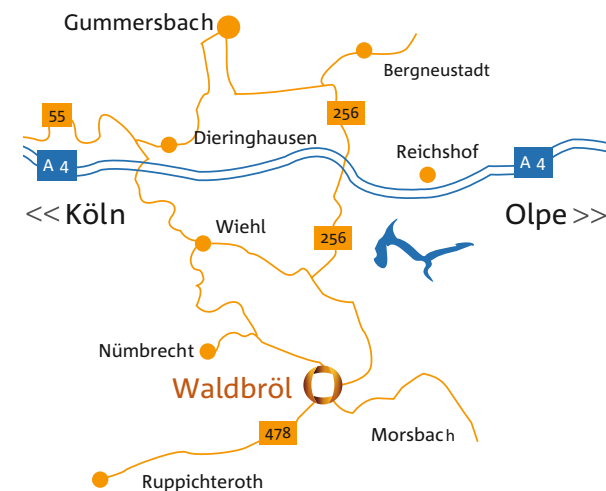 Gummersbach
Bergneustadt
55
256
Dieringhausen
Reichshof
A 4
A 4
<< Köln
Olpe >>
Wiehl
256
Nümbrecht
Waldbröl
478
Morsbach
Ruppichteroth